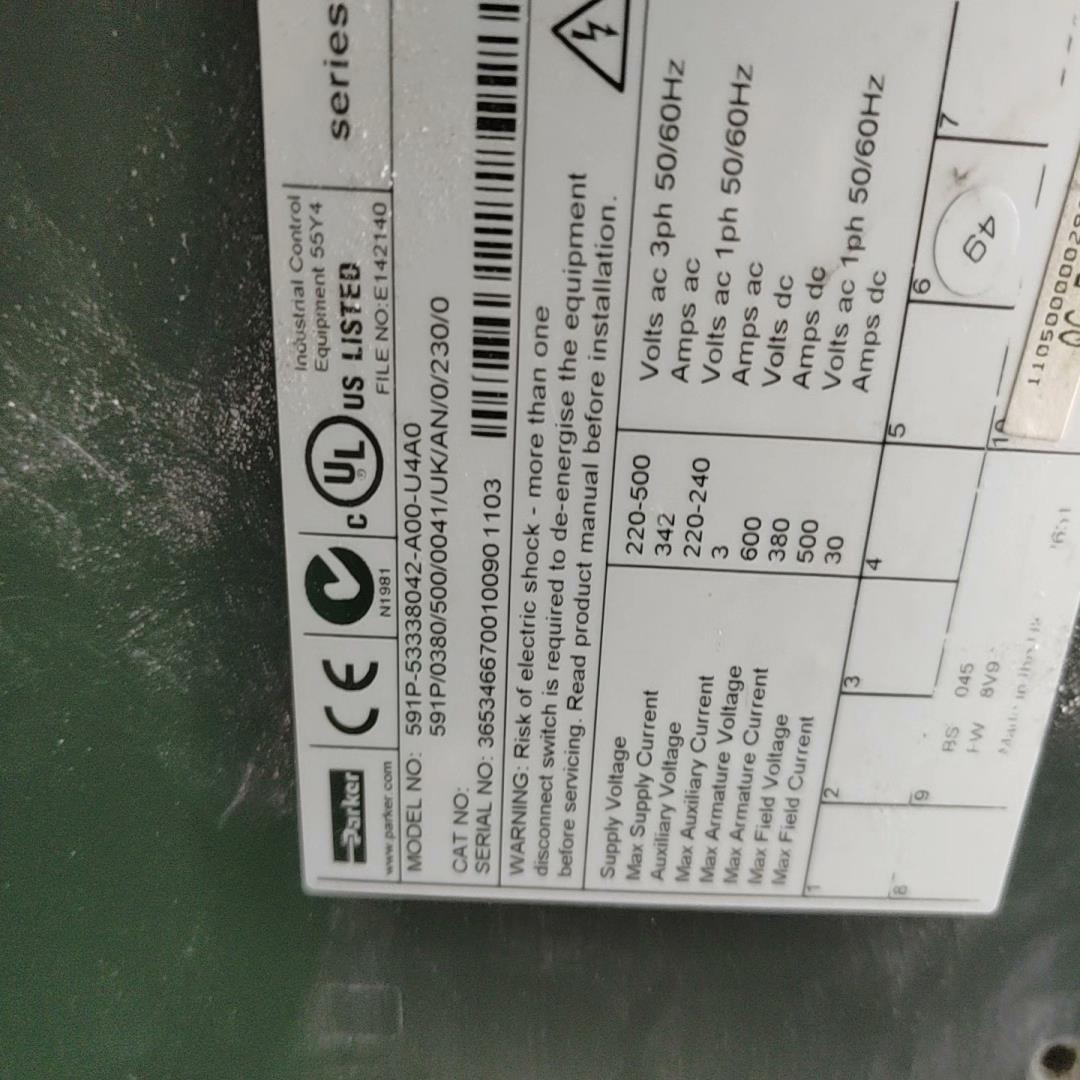 Parker
www.parker.com
CE
N1981
C UL US LISTED
®
Industrial Control
Equipment 55Y4
FILE NO:E142140
series
MODEL NO: 591P-53338042-A00-U4A0
591P/0380/500/0041/UK/AN/0/230/0
CAT NO:
SERIAL NO: 3653466700100901103
WARNING: Risk of electric shock - more than one
disconnect switch is required to de-energise the equipment
before servicing. Read product manual before installation.
Supply Voltage 220-500 Volts ac 3ph 50/60Hz
Max Supply Current 342 Amps ac
Auxiliary Voltage 220-240 Volts ac 1ph 50/60Hz
Max Auxiliary Current 3 Amps ac
Max Armature Voltage 600 Volts dc
Max Armature Current 380 Amps dc
Max Field Voltage 500 Volts ac 1ph 50/60Hz
Max Field Current 30 Amps dc
1 2 3 4 5 6 7
49
8 9
BS 045
FW 8V9
Made in the UK